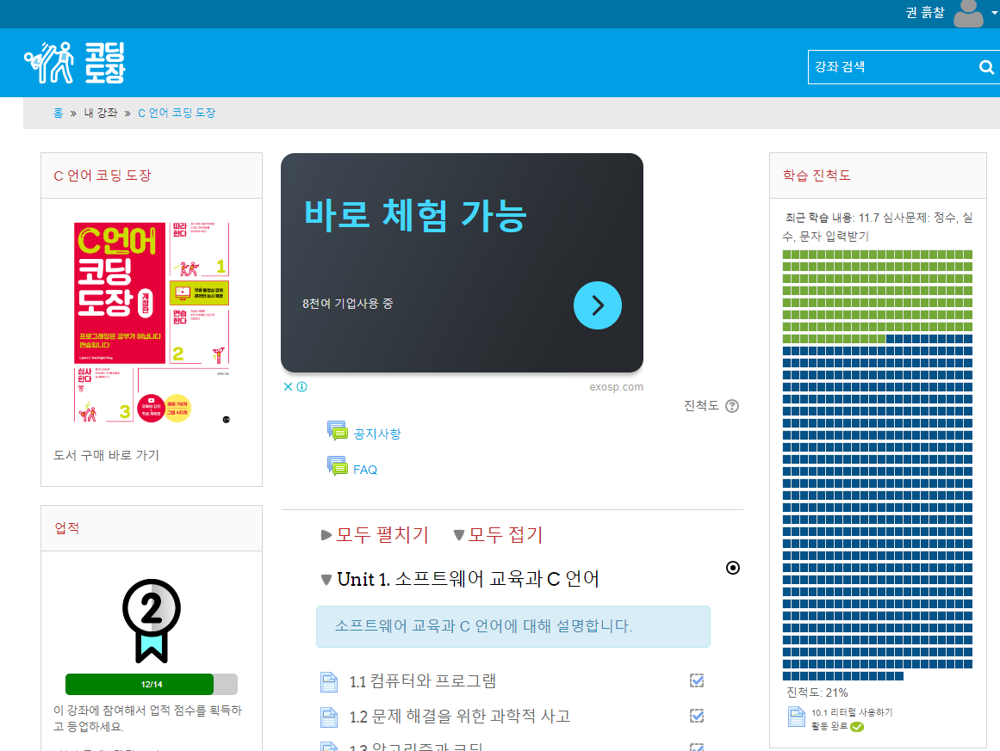 권 흙찰
코딩
도장
강좌 검색
홈 » 내 강좌 » C 언어 코딩 도장
C 언어 코딩 도장
C언어
코딩
도장
개정판
프로그래밍은 공부가 아닙니다
연습입니다
따라
한다
1
연습
한다
2
심사
한다
3
도서 구매 바로 가기
업적
2
12/14
이 강좌에 참여해서 업적 점수를 획득하
고 등업하세요.
바로 체험 가능
8천여 기업사용 중
exosp.com
진척도
공지사항
FAQ
모두 펼치기 모두 접기
Unit 1. 소프트웨어 교육과 C 언어
소프트웨어 교육과 C 언어에 대해 설명합니다.
1.1 컴퓨터와 프로그램
1.2 문제 해결을 위한 과학적 사고
1.3 알고리즘과 코딩
학습 진척도
최근 학습 내용: 11.7 심사문제: 정수, 실
수, 문자 입력받기
진척도: 21%
10.1 리터럴 사용하기
활동 완료